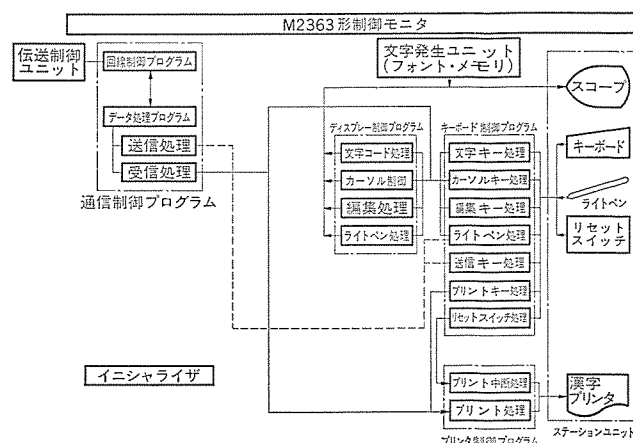 M2363形制御モニタ
伝送制御
ユニット
回線制御プログラム
データ処理プログラム
送信処理
受信処理
通信制御プログラム
文字発生ユニット
(フォント・メモリ)
ディスプレー制御プログラム
文字コード処理
カーソル制御
編集処理
ライトペン処理
キーボード制御プログラム
文字キー処理
カーソルキー処理
編集キー処理
ライトペン処理
送信キー処理
プリントキー処理
リセットスイッチ処理
スコープ
キーボード
ライトペン
リセット
スイッチ
イニシャライザ
プリント中断処理
プリント処理
プリンタ制御プログラム
漢字
プリンタ
ステーションユニット